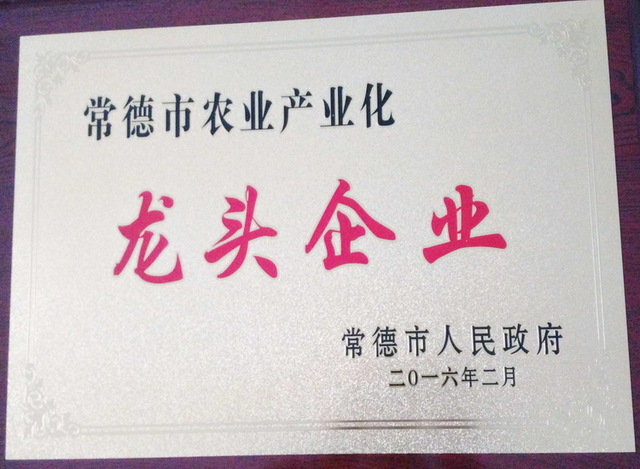 常德市农业产业化
龙头企业
常德市人民政府
二〇一六年二月